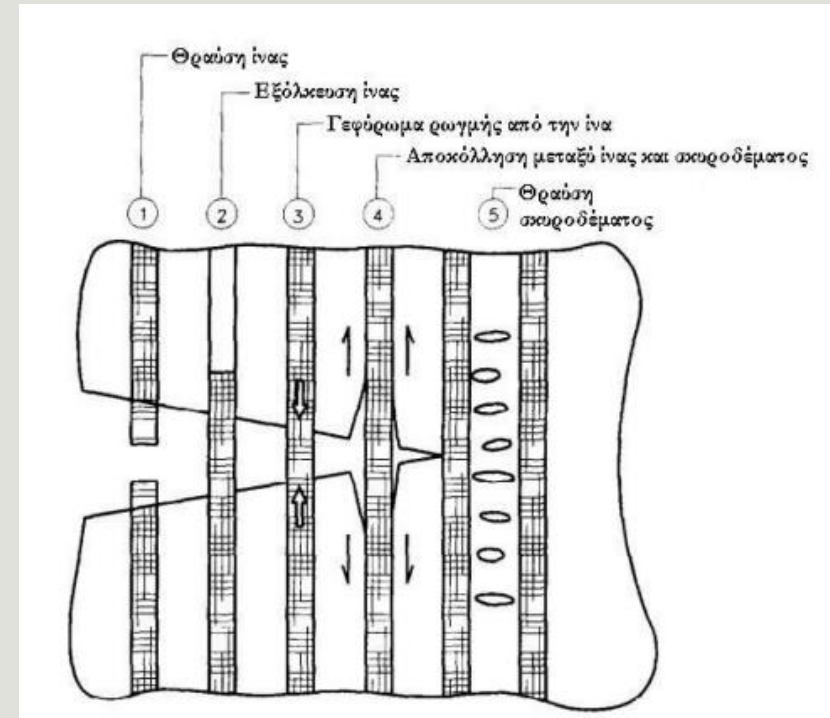 Θραύση ίνας
Εξόλκευση ίνας
Γεφύρωμα ρωγμής από την ίνα
Αποκόλληση μεταξύ ίνας και σκυροδέματος
Θραύση
σκυροδέματος
1 2 3 4 5